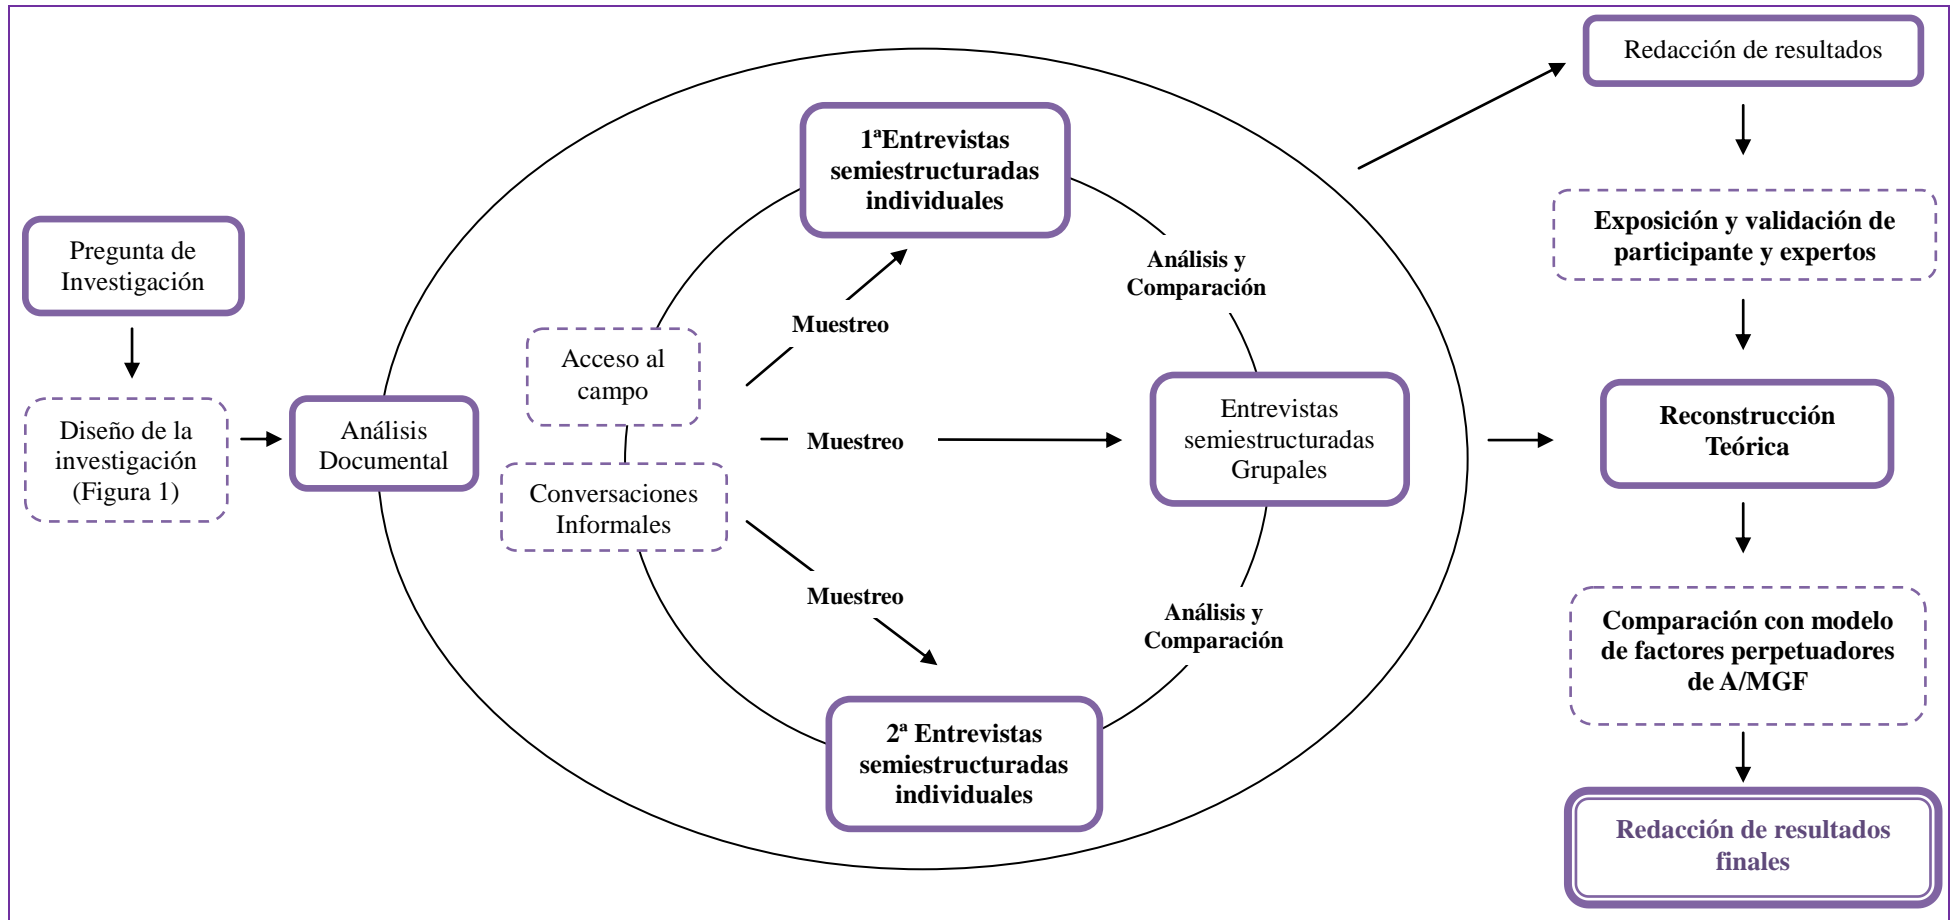 Pregunta de
Investigación
Diseño de la
investigación
(Figura 1)
Análisis
Documental
Acceso al
campo
Conversaciones
Informales
1ªEntrevistas
semiestructuradas
individuales
Muestreo
Muestreo
Muestreo
2ª Entrevistas
semiestructuradas
individuales
Análisis y
Comparación
Entrevistas
semiestructuradas
Grupales
Análisis y
Comparación
Redacción de resultados
Exposición y validación de
participante y expertos
Reconstrucción
Teórica
Comparación con modelo
de factores perpetuadores
de A/MGF
Redacción de resultados
finales